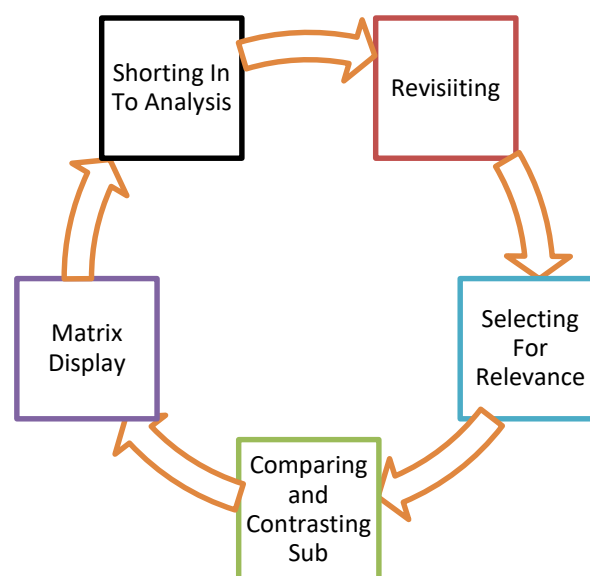 Shorting In
To Analysis
Revisiiting
Selecting
For
Relevance
Comparing
and
Contrasting
Sub
Matrix
Display